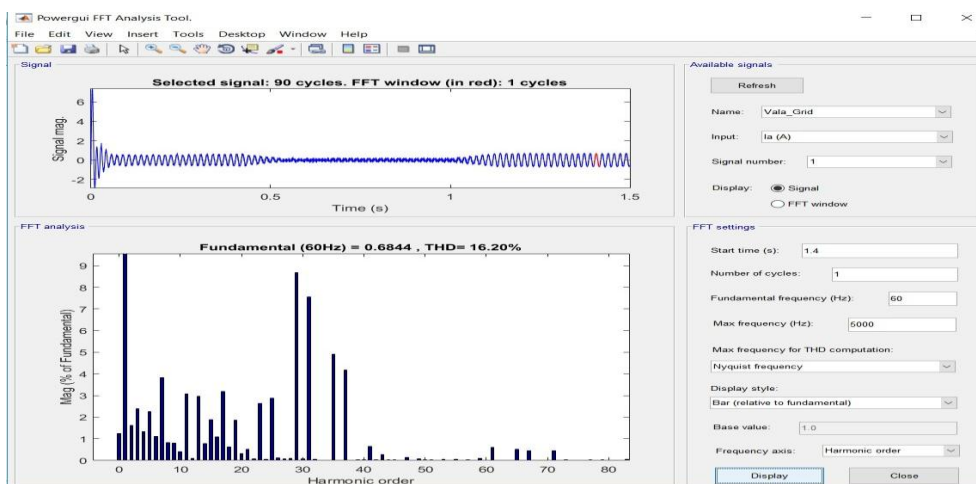 Powergui FFT Analysis Tool.
File Edit View Insert Tools Desktop Window Help
Signal
Selected signal: 90 cycles. FFT window (in red): 1 cycles
Signal mag.
6
4
2
0
-2
0 0.5 1 1.5
Time (s)
FFT analysis
Fundamental (60Hz) = 0.6844 , THD= 16.20%
Mag (% of Fundamental)
9
8
7
6
5
4
3
2
1
0
0 10 20 30 40 50 60 70 80
Harmonic order
Available signals
Refresh
Name: Vala_Grid
Input: Ia (A)
Signal number: 1
Display: Signal
FFT window
FFT settings
Start time (s): 1.4
Number of cycles: 1
Fundamental frequency (Hz): 60
Max frequency (Hz): 5000
Max frequency for THD computation:
Nyquist frequency
Display style:
Bar (relative to fundamental)
Base value: 1.0
Frequency axis: Harmonic order
Display Close